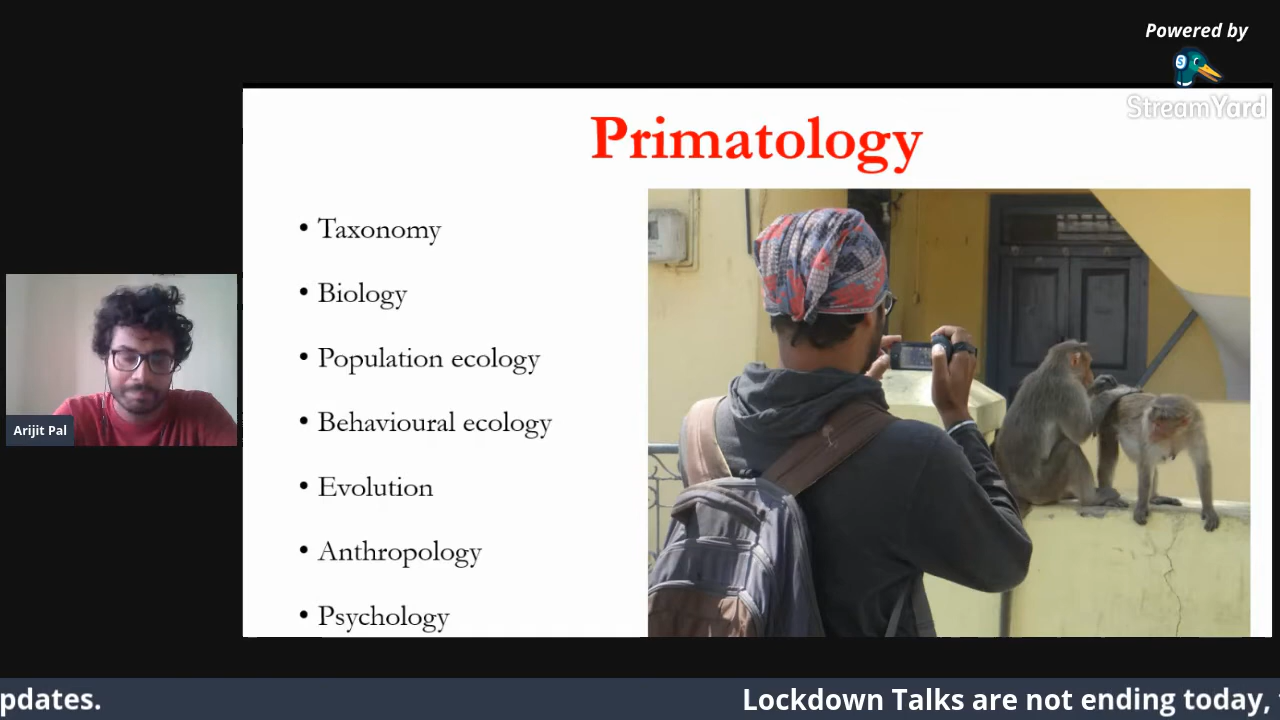 Powered by
StreamYard
Primatology
• Taxonomy
• Biology
• Population ecology
• Behavioural ecology
• Evolution
• Anthropology
• Psychology
Arijit Pal
pdates.
Lockdown Talks are not ending today,